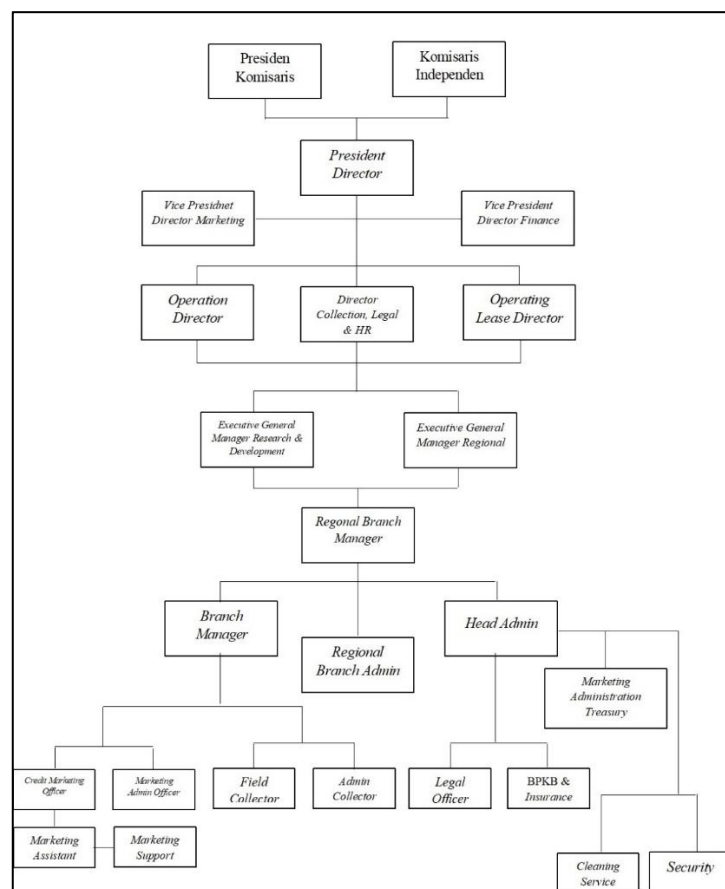 Presiden
Komisaris
Komisaris
Independen
President
Director
Vice Presidnet
Director Marketing
Vice President
Director Finance
Operation
Director
Director
Collection, Legal
& HR
Operating
Lease Director
Executive General
Manager Research &
Development
Executive General
Manager Regional
Regonal Branch
Manager
Branch
Manager
Regional
Branch Admin
Head Admin
Marketing
Administration
Treasury
Credit Marketing
Officer
Marketing
Admin Officer
Field
Collector
Admin
Collector
Legal
Officer
BPKB &
Insurance
Marketing
Assistant
Marketing
Support
Cleaning
Service
Security